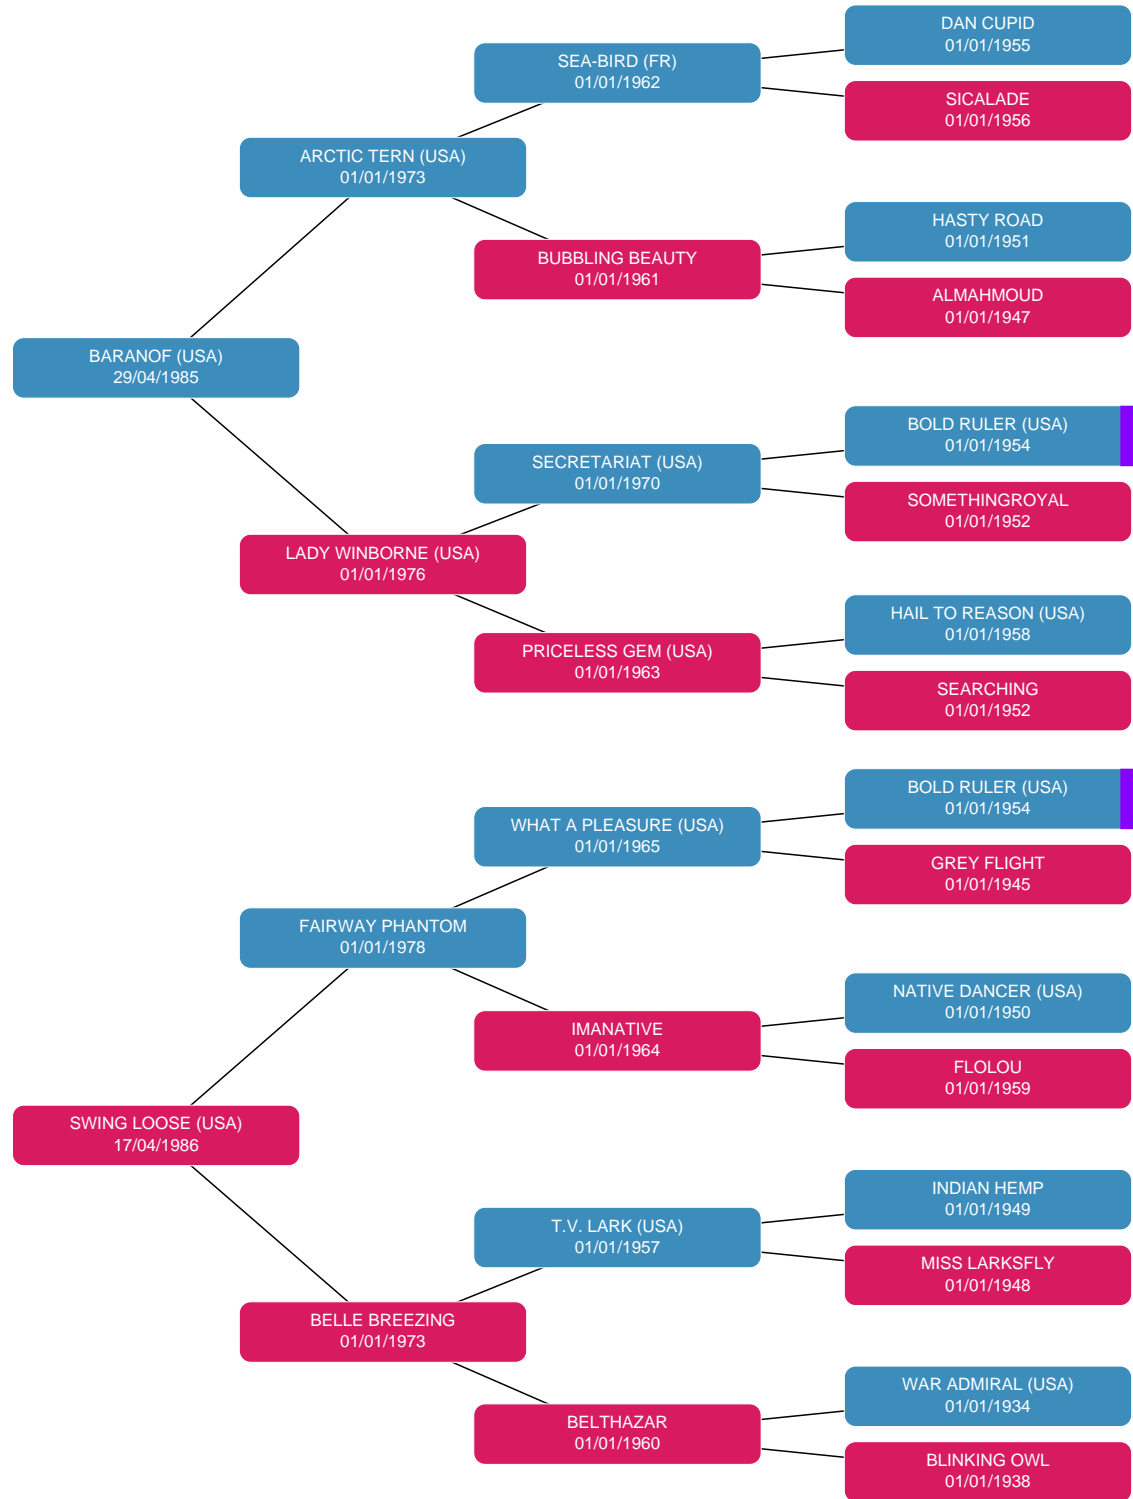 DAN CUPID
01/01/1955
SEA-BIRD (FR)
01/01/1962
SICALADE
01/01/1956
ARCTIC TERN (USA)
01/01/1973
HASTY ROAD
01/01/1951
BUBBLING BEAUTY
01/01/1961
ALMAHMOUD
01/01/1947
BARANOF (USA)
29/04/1985
BOLD RULER (USA)
01/01/1954
SECRETARIAT (USA)
01/01/1970
SOMETHINGROYAL
01/01/1952
LADY WINBORNE (USA)
01/01/1976
HAIL TO REASON (USA)
01/01/1958
PRICELESS GEM (USA)
01/01/1963
SEARCHING
01/01/1952
BOLD RULER (USA)
01/01/1954
WHAT A PLEASURE (USA)
01/01/1965
GREY FLIGHT
01/01/1945
FAIRWAY PHANTOM
01/01/1978
NATIVE DANCER (USA)
01/01/1950
IMANATIVE
01/01/1964
FLOLOU
01/01/1959
SWING LOOSE (USA)
17/04/1986
INDIAN HEMP
01/01/1949
T.V. LARK (USA)
01/01/1957
MISS LARKSFLY
01/01/1948
BELLE BREEZING
01/01/1973
WAR ADMIRAL (USA)
01/01/1934
BELTHAZAR
01/01/1960
BLINKING OWL
01/01/1938